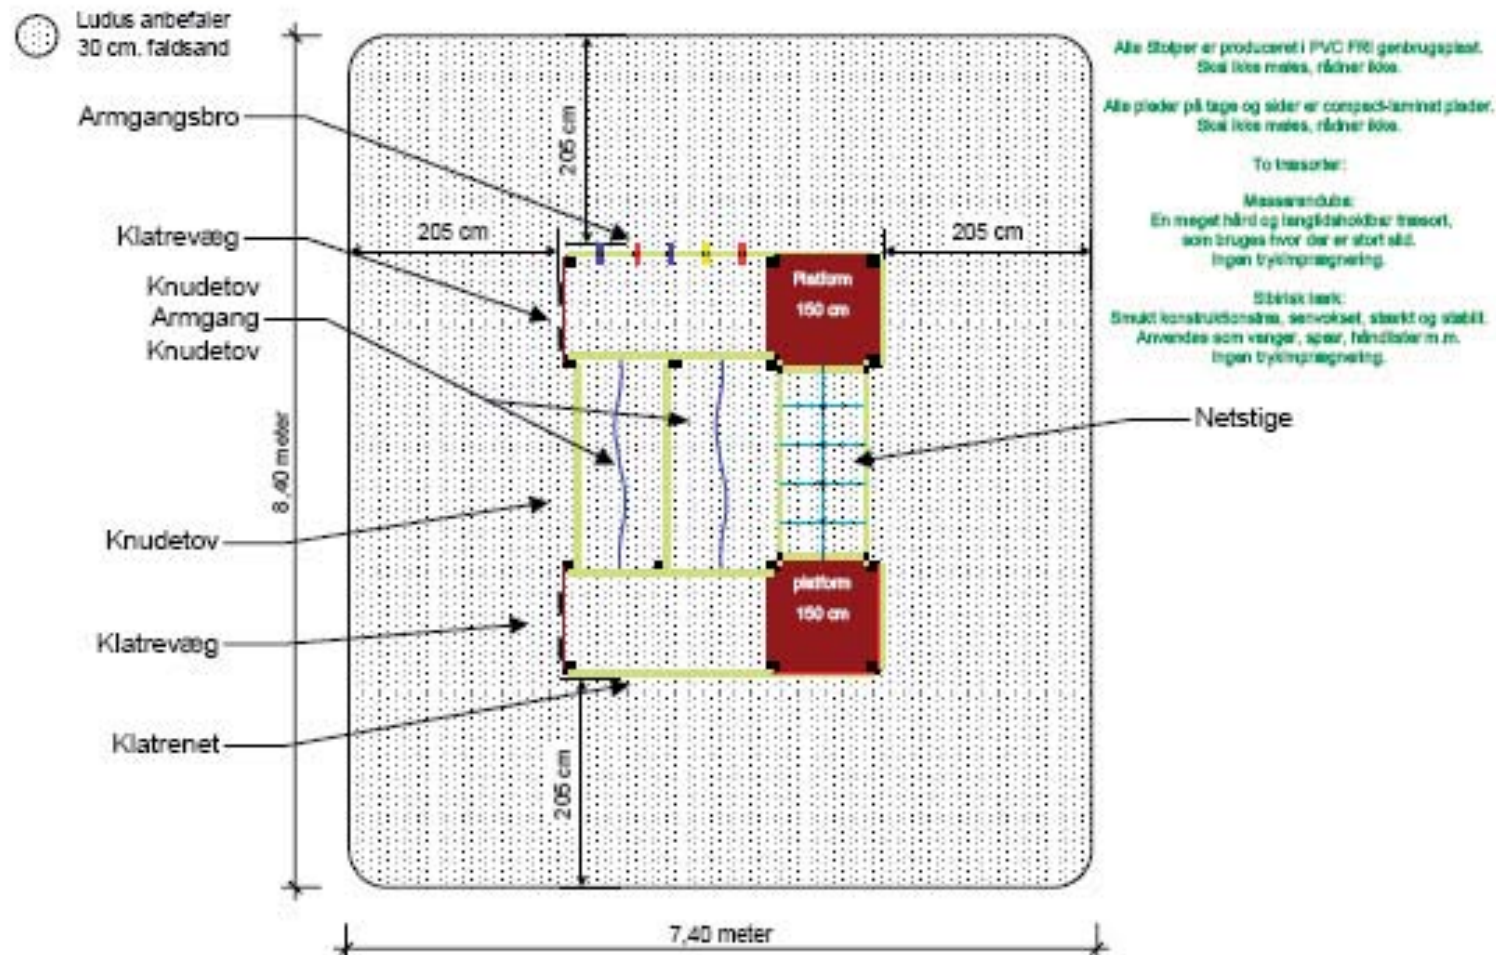 Ludus anbefaler
30 cm. faldsand
Armgangsbro
Klatrevæg
Knudetov
Armgang
Knudetov
Knudetov
Klatrevæg
Klatrenet
205 cm
205 cm
205 cm
205 cm
8,40 meter
7,40 meter
Platform
150 cm
platform
150 cm
Netstige
Alle Stolper er produceret i PVC FRI genbrugsplast.
Skal ikke males, rådner ikke.
Alle plader på tage og sider er compact-laminat plader.
Skal ikke males, rådner ikke.
To træsorter:
Massaranduba:
En meget hård og langtidsholdbar træsort,
som bruges hvor der er stort slid.
Ingen trykimprægnering.
Sibirisk lærk:
Smukt konstruktionstræ, senvokset, stærkt og stabilt.
Anvendes som vanger, spær, håndlister m.m.
Ingen trykimprægnering.